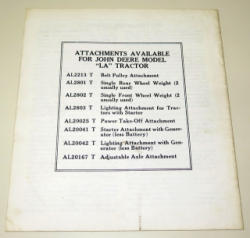 ATTACHMENTS AVAILABLE
FOR JOHN DEERE MODEL
"LA" TRACTOR
AL2213 T Belt Pulley Attachment
AL2801 T Single Rear Wheel Weight (2
usually used)
AL2802 T Single Front Wheel Weight (2
usually used)
AL2803 T Lighting Attachment for Trac-
tors with Starter
AL29025 T Power Take-Off Attachment
AL20041 T Starter Attachment with Gener-
ator (less Battery)
AL20042 T Lighting Attachment with Gen-
erator (less Battery)
AL20167 T Adjustable Axle Attachment